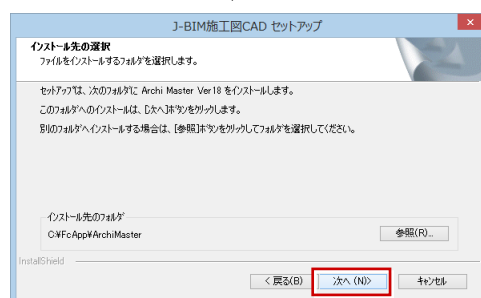 J-BIM施工図CAD セットアップ
インストール先の選択
ファイルをインストールするフォルダを選択します。
セットアップは、次のフォルダに Archi Master Ver18 をインストールします。
このフォルダへのインストールは、[次へ]ボタンをクリックします。
別のフォルダへインストールする場合は、[参照]ボタンをクリックしてフォルダを選択してください。
インストール先のフォルダ
C:¥FcApp¥ArchiMaster
参照(R)...
InstallShield
< 戻る(B)
次へ (N)>
キャンセル